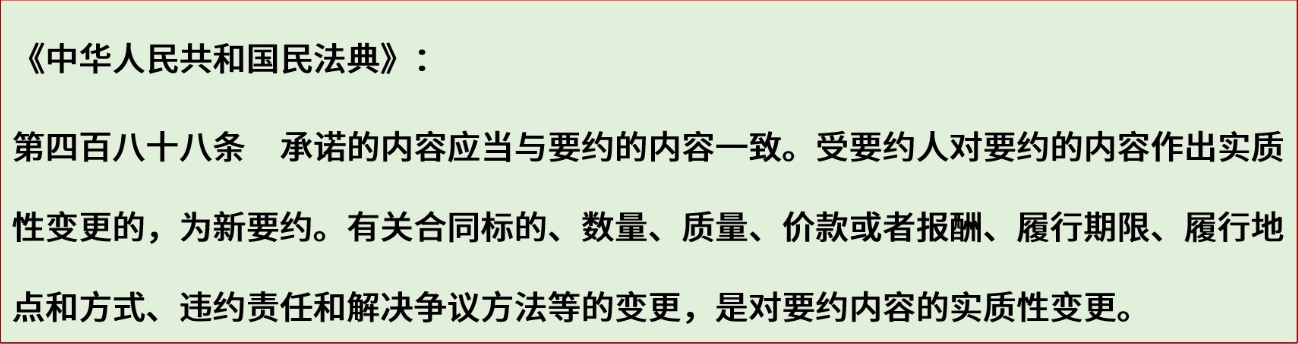 《中华人民共和国民法典》：
第四百八十八条　承诺的内容应当与要约的内容一致。受要约人对要约的内容作出实质
性变更的，为新要约。有关合同标的、数量、质量、价款或者报酬、履行期限、履行地
点和方式、违约责任和解决争议方法等的变更，是对要约内容的实质性变更。